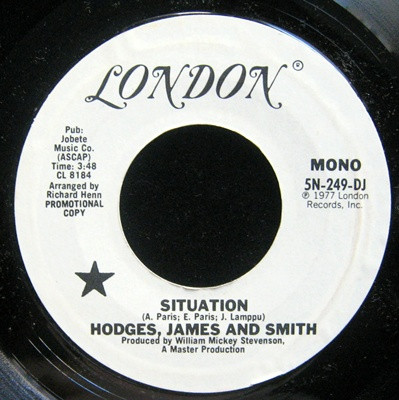 LONDON®
Pub:
Jobete
Music Co.
(ASCAP)
Time: 3:48
CL 8184
Arranged by
Richard Henn
PROMOTIONAL
COPY
MONO
5N-249-DJ
℗ 1977 London
Records, Inc.
SITUATION
(A. Paris; E. Paris; J. Lamppu)
HODGES, JAMES AND SMITH
Produced by William Mickey Stevenson,
A Master Production